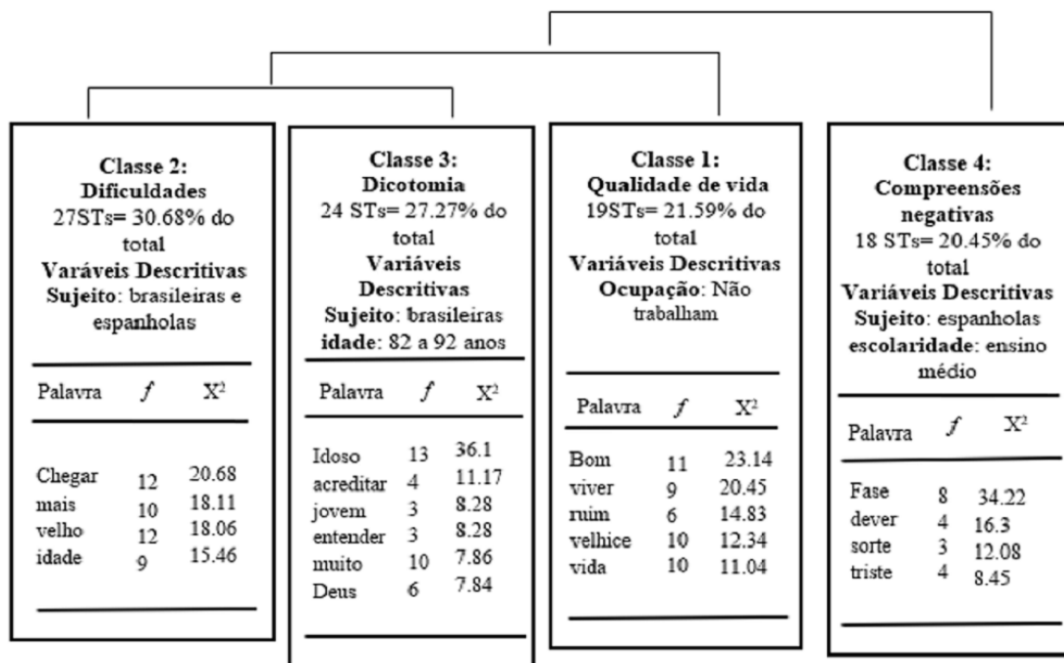 Classe 2:
Dificuldades
27STs= 30.68% do
total
Varáveis Descritivas
Sujeito: brasileiras e
espanholas
Palavra f X²
Chegar 12 20.68
mais 10 18.11
velho 12 18.06
idade 9 15.46
Classe 3:
Dicotomia
24 STs= 27.27% do
total
Variáveis
Descritivas
Sujeito: brasileiras
idade: 82 a 92 anos
Palavra f X²
Idoso 13 36.1
acreditar 4 11.17
jovem 3 8.28
entender 3 8.28
muito 10 7.86
Deus 6 7.84
Classe 1:
Qualidade de vida
19STs= 21.59% do
total
Variáveis Descritivas
Ocupação: Não
trabalham
Palavra f X²
Bom 11 23.14
viver 9 20.45
ruim 6 14.83
velhice 10 12.34
vida 10 11.04
Classe 4:
Compreensões
negativas
18 STs= 20.45% do
total
Variáveis Descritivas
Sujeito: espanholas
escolaridade: ensino
médio
Palavra f X²
Fase 8 34.22
dever 4 16.3
sorte 3 12.08
triste 4 8.45